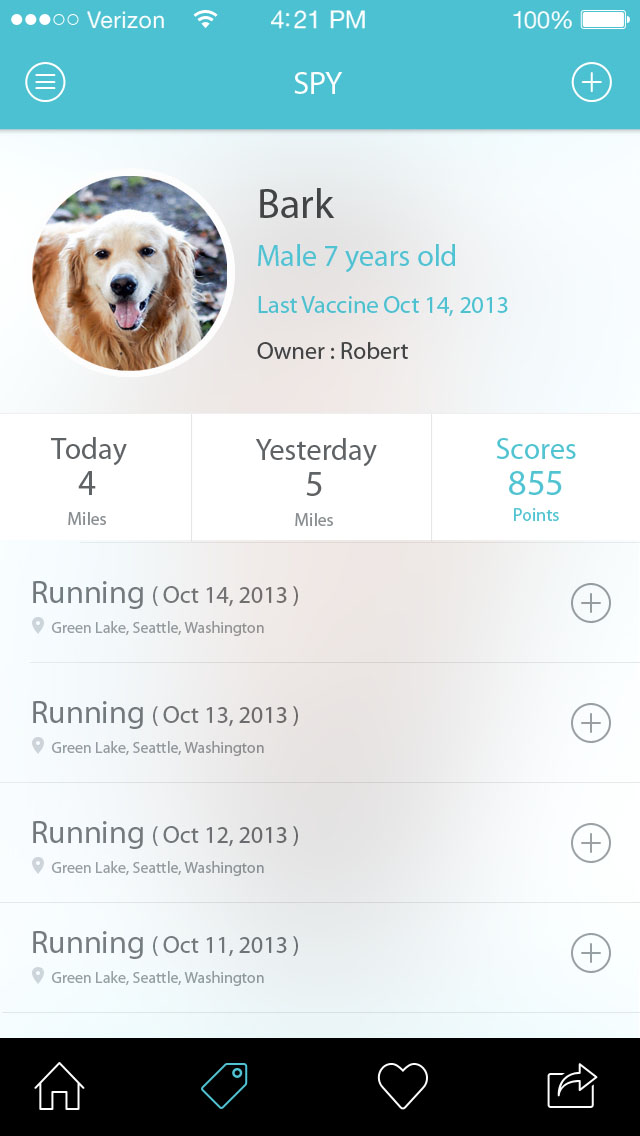 Verizon 4:21 PM 100%
SPY
Bark
Male 7 years old
Last Vaccine Oct 14, 2013
Owner : Robert
Today
4
Miles
Yesterday
5
Miles
Scores
855
Points
Running ( Oct 14, 2013 )
Green Lake, Seattle, Washington
Running ( Oct 13, 2013 )
Green Lake, Seattle, Washington
Running ( Oct 12, 2013 )
Green Lake, Seattle, Washington
Running ( Oct 11, 2013 )
Green Lake, Seattle, Washington